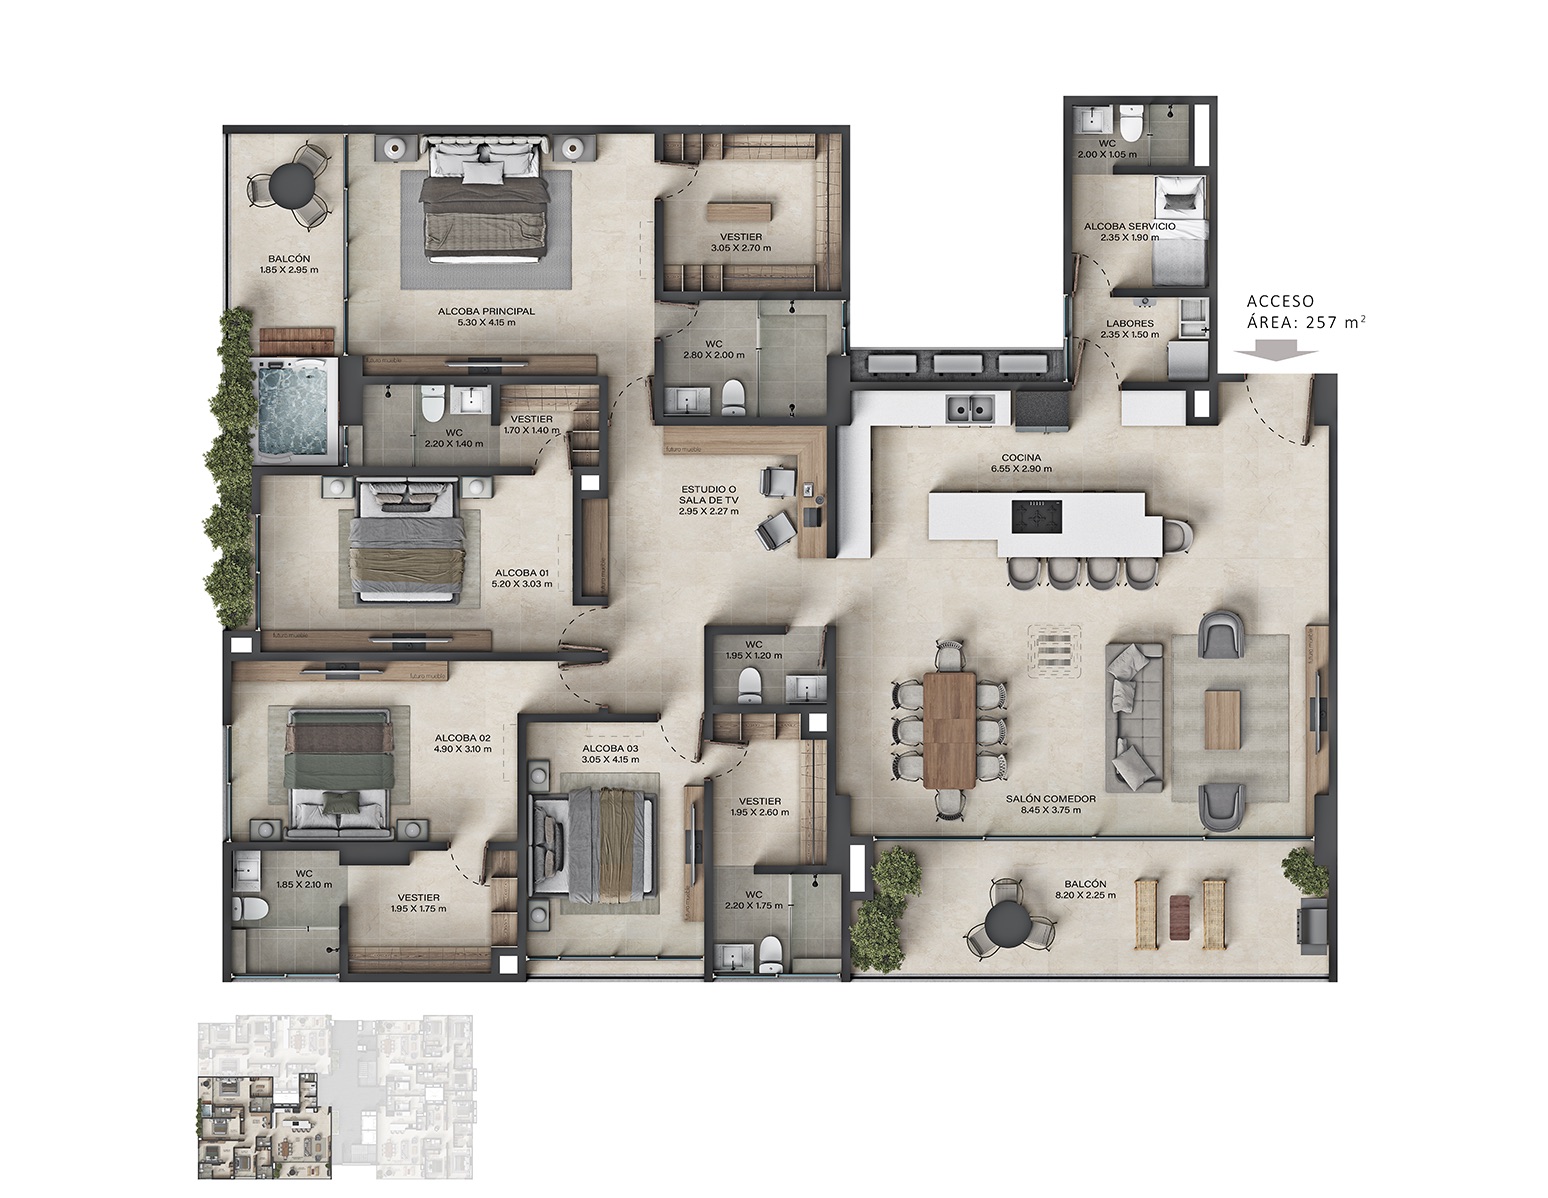 WC
2.00 X 1.05 m
ALCOBA SERVICIO
2.35 X 1.90 m
LABORES
2.35 X 1.50 m
ACCESO
ÁREA: 257 m²
BALCÓN
1.85 X 2.95 m
ALCOBA PRINCIPAL
5.30 X 4.15 m
futuro mueble
VESTIER
3.05 X 2.70 m
WC
2.80 X 2.00 m
WC
2.20 X 1.40 m
VESTIER
1.70 X 1.40 m
futuro mueble
ESTUDIO O
SALA DE TV
2.95 X 2.27 m
COCINA
6.55 X 2.90 m
ALCOBA 01
5.20 X 3.03 m
futuro mueble
WC
1.95 X 1.20 m
futuro mueble
futuro mueble
ALCOBA 02
4.90 X 3.10 m
ALCOBA 03
3.05 X 4.15 m
VESTIER
1.95 X 2.60 m
SALÓN COMEDOR
8.45 X 3.75 m
WC
1.85 X 2.10 m
VESTIER
1.95 X 1.75 m
WC
2.20 X 1.75 m
BALCÓN
8.20 X 2.25 m